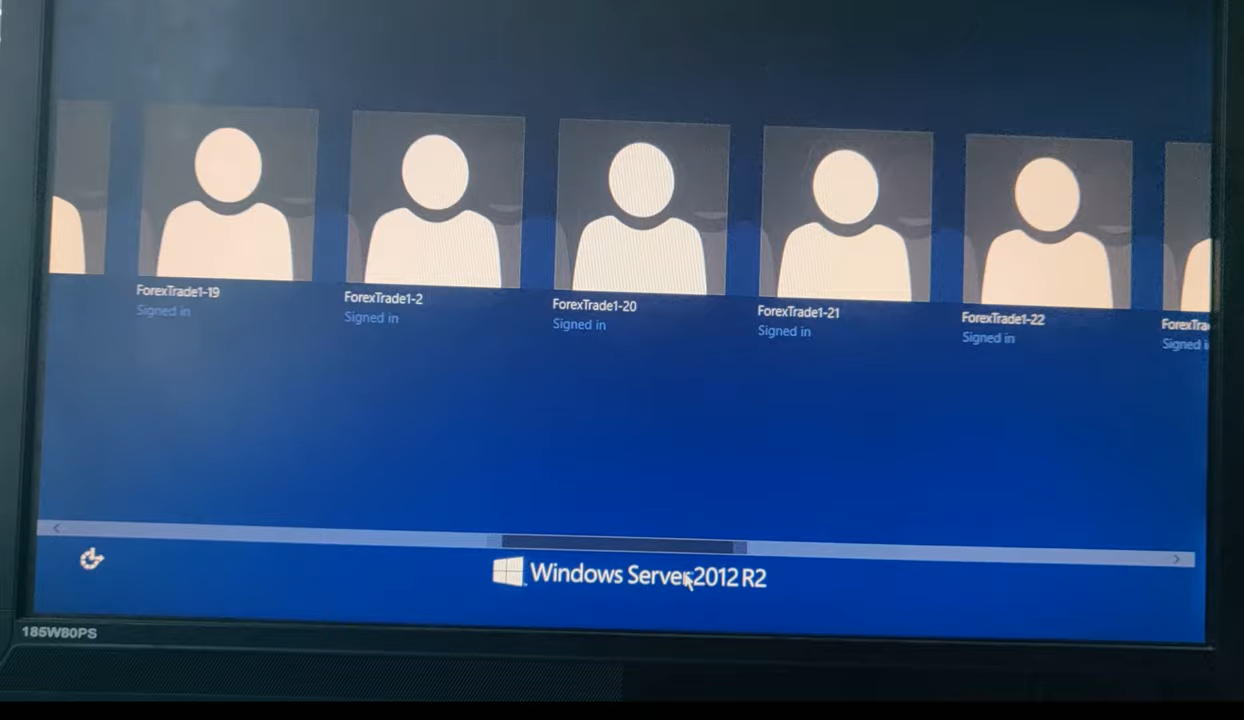 ForexTrade1-19
Signed in
ForexTrade1-2
Signed in
ForexTrade1-20
Signed in
ForexTrade1-21
Signed in
ForexTrade1-22
Signed in
Signed
Windows Server 2012 R2
185W80PS